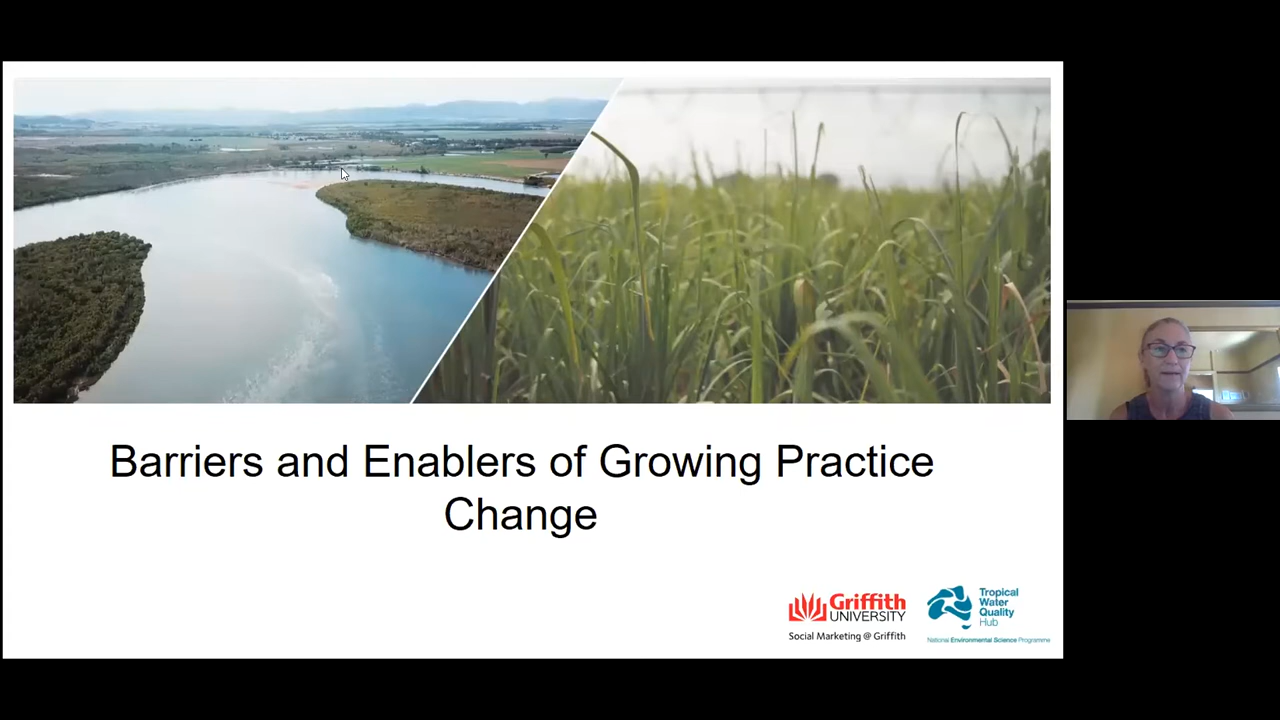 Barriers and Enablers of Growing Practice
Change
Griffith
UNIVERSITY
Social Marketing @ Griffith
Tropical
Water
Quality
Hub
National Environmental Science Programme